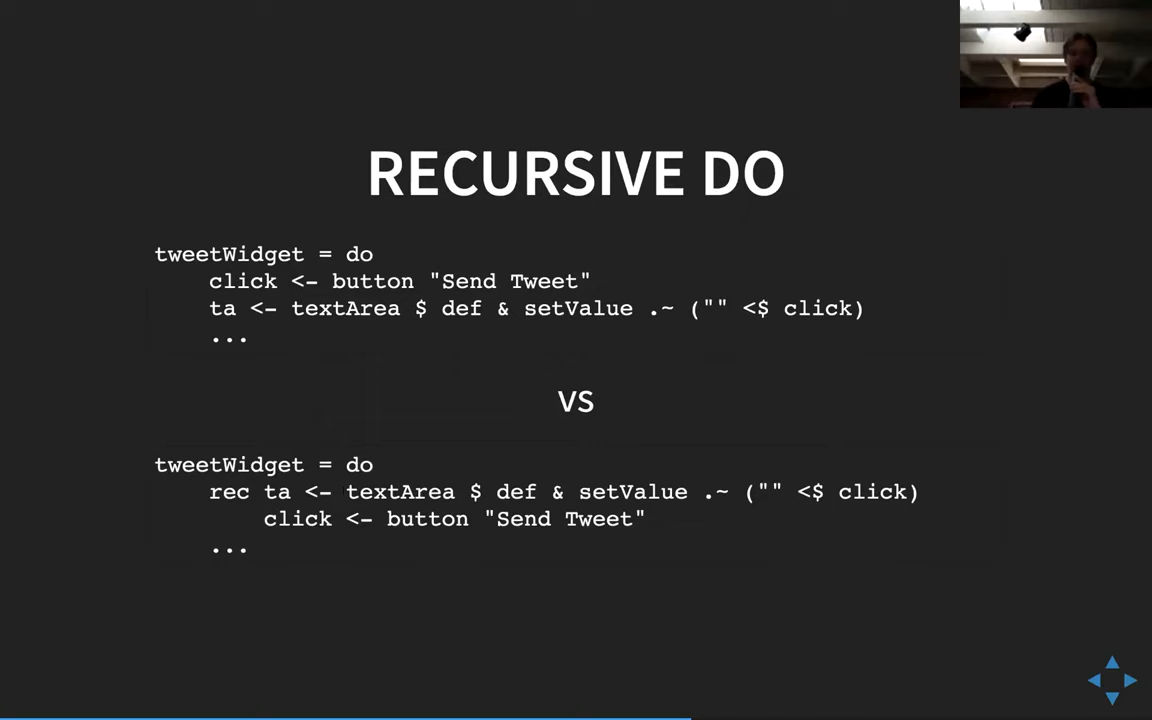 RECURSIVE DO
tweetWidget = do
    click <- button "Send Tweet"
    ta <- textArea $ def & setValue .~ ("" <$ click)
    ...
VS
tweetWidget = do
    rec ta <- textArea $ def & setValue .~ ("" <$ click)
        click <- button "Send Tweet"
    ...